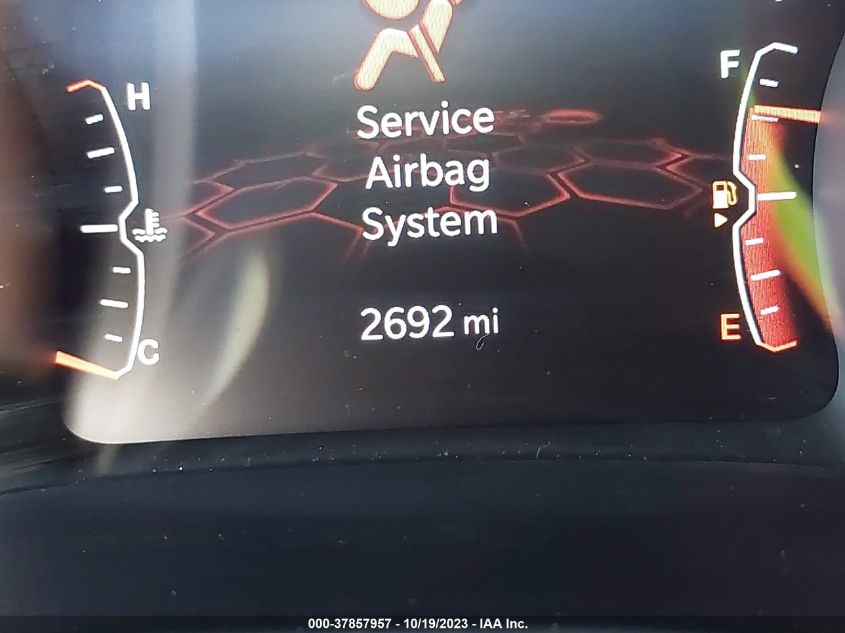 H
F
Service
Airbag
System
2692 mi
C
E
000-37857957 - 10/19/2023 - IAA Inc.